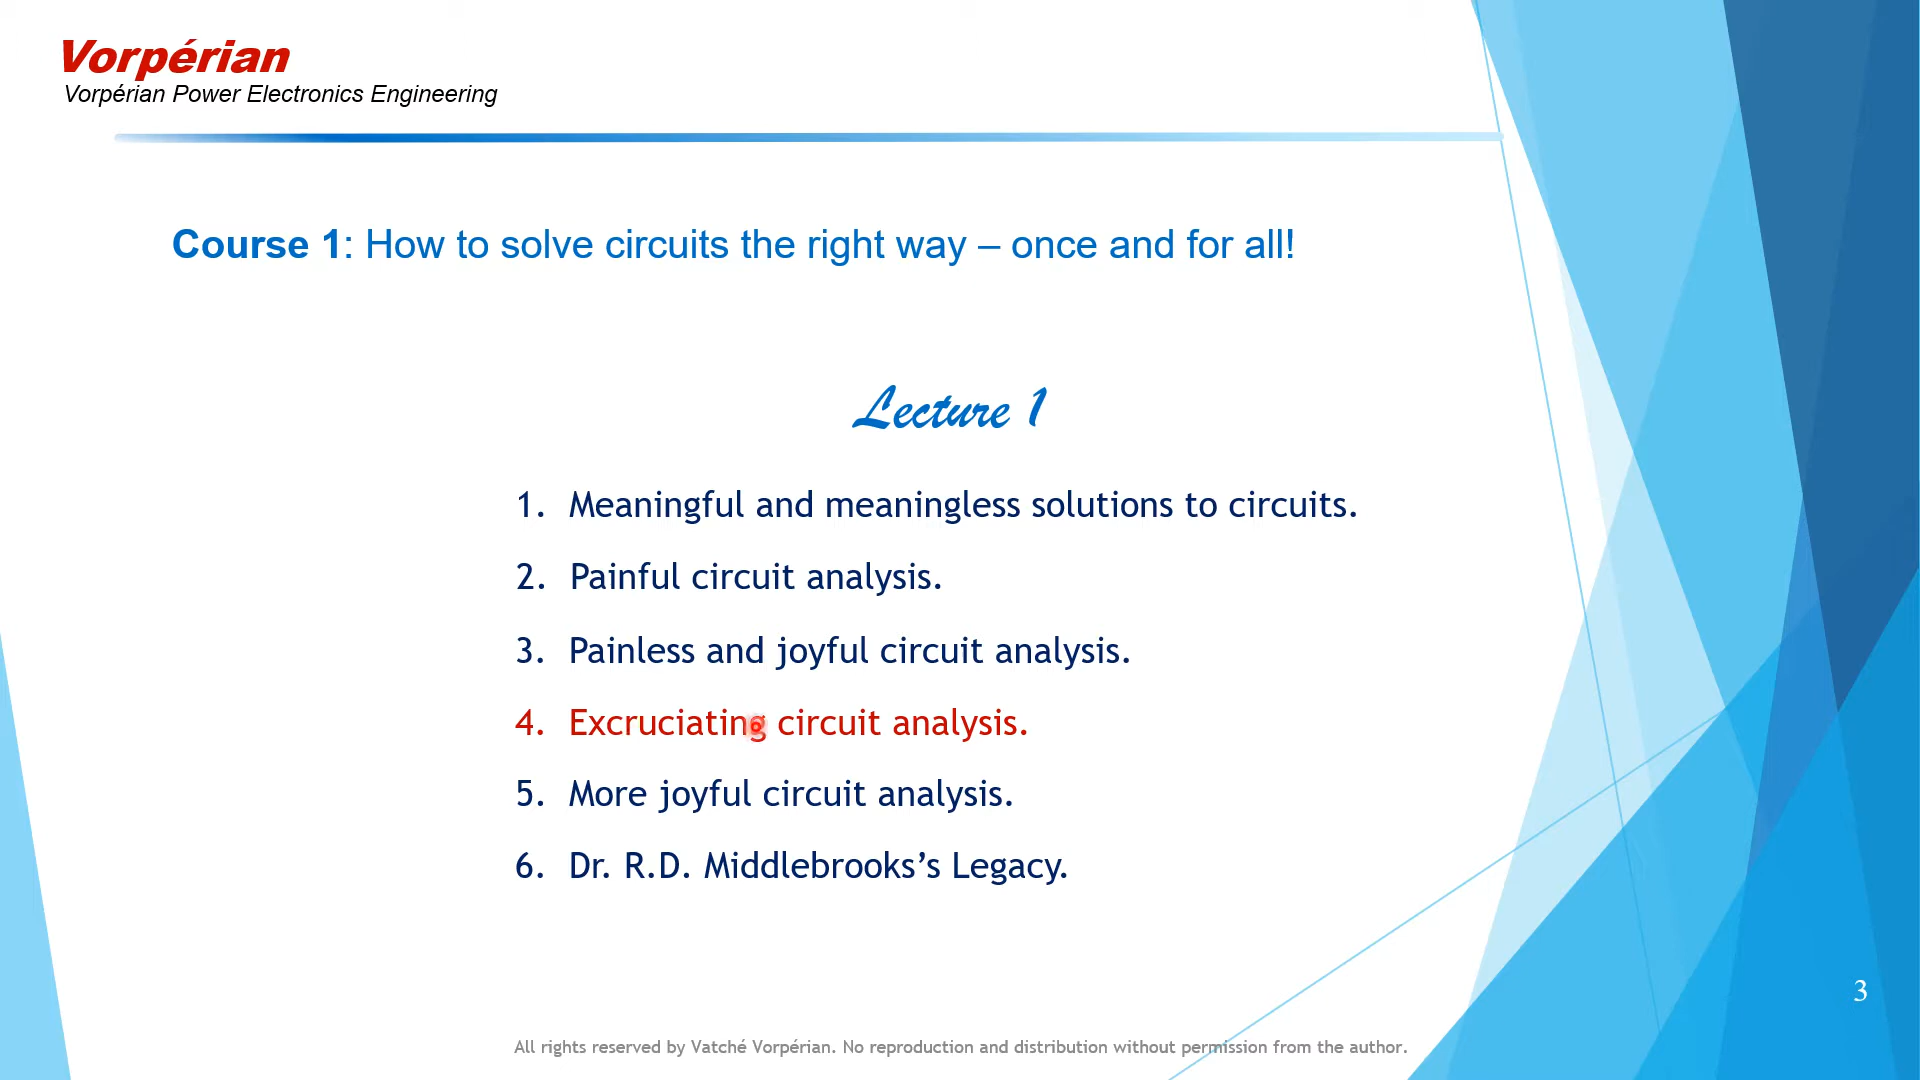 Vorpérian
Vorpérian Power Electronics Engineering
Course 1: How to solve circuits the right way – once and for all!
Lecture 1
1. Meaningful and meaningless solutions to circuits.
2. Painful circuit analysis.
3. Painless and joyful circuit analysis.
4. Excruciating circuit analysis.
5. More joyful circuit analysis.
6. Dr. R.D. Middlebrooks’s Legacy.
3
All rights reserved by Vatché Vorpérian. No reproduction and distribution without permission from the author.